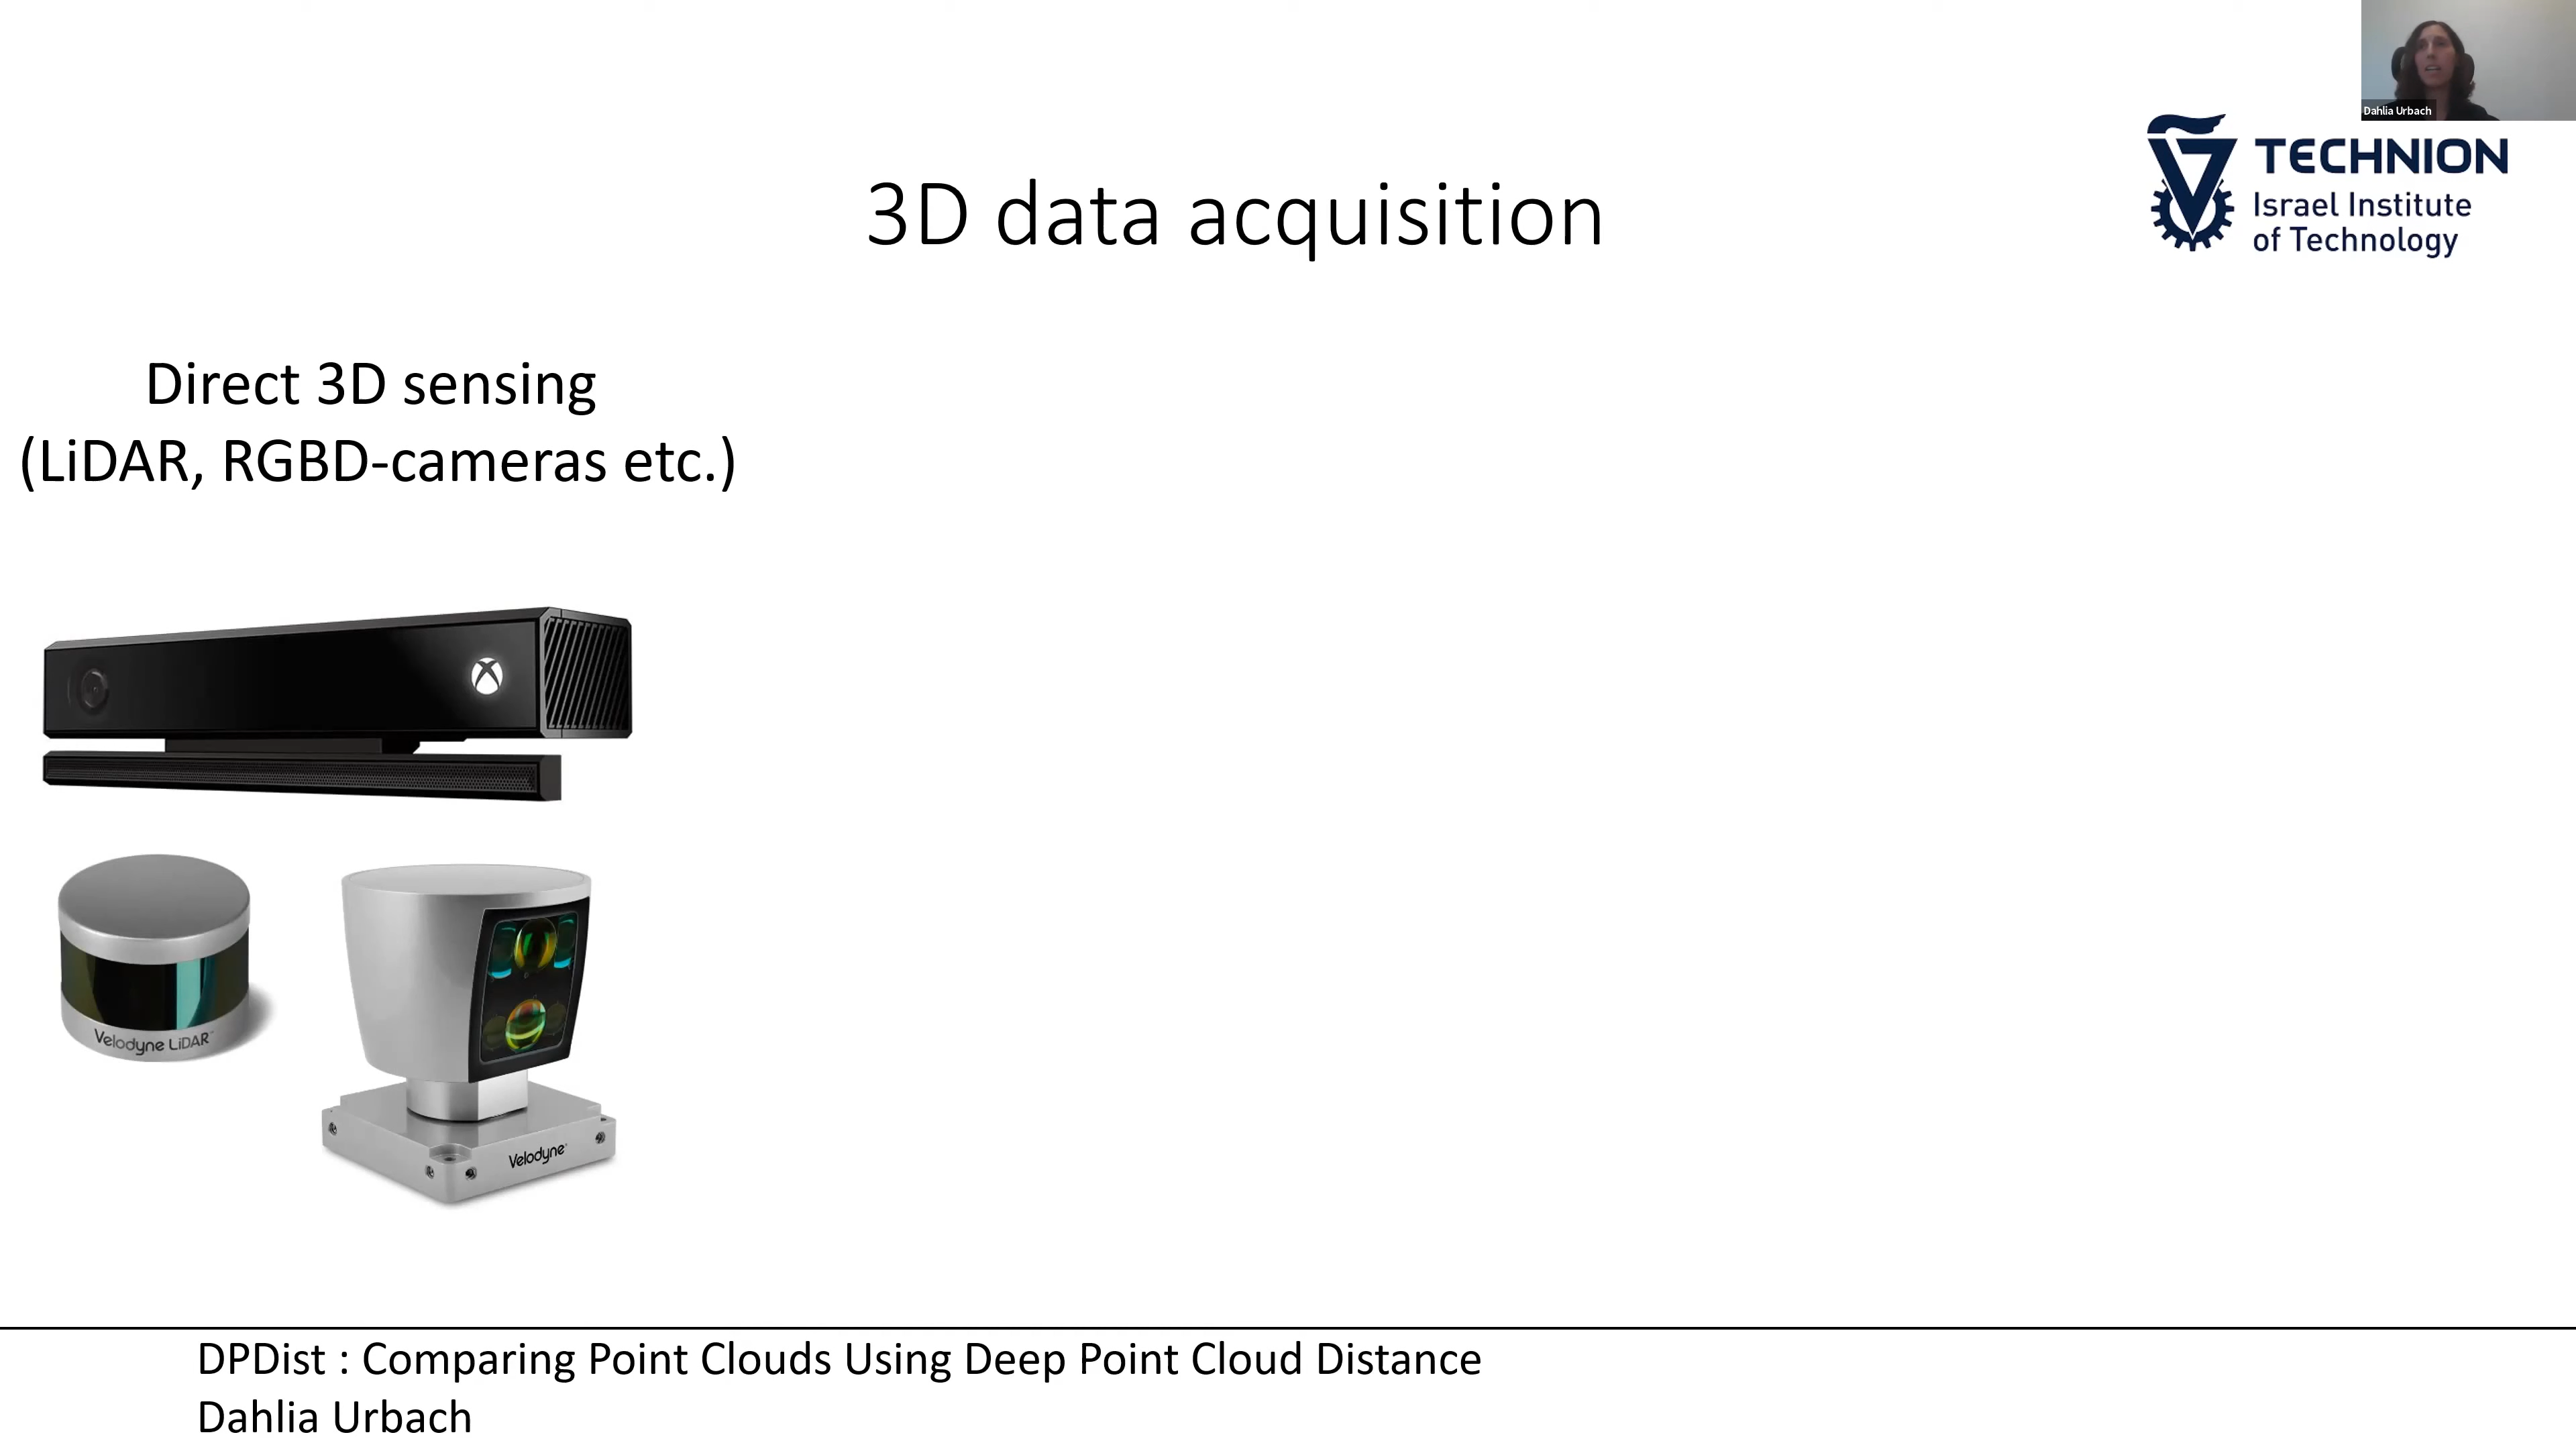 Dahlia Urbach
TECHNION
Israel Institute
of Technology
3D data acquisition
Direct 3D sensing
(LiDAR, RGBD-cameras etc.)
Velodyne LiDAR™
Velodyne
DPDist : Comparing Point Clouds Using Deep Point Cloud Distance
Dahlia Urbach